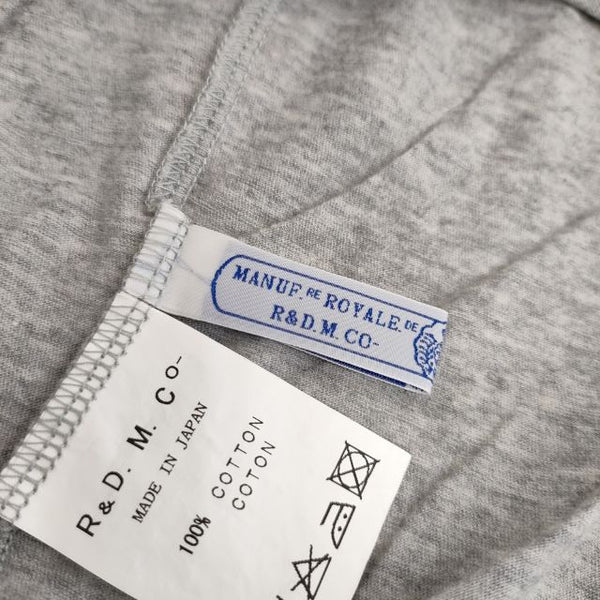 MANUF.RE ROYALE.DE
R&D.M.CO-
R&D.M.CO-
MADE IN JAPAN
100% COTTON
COTON